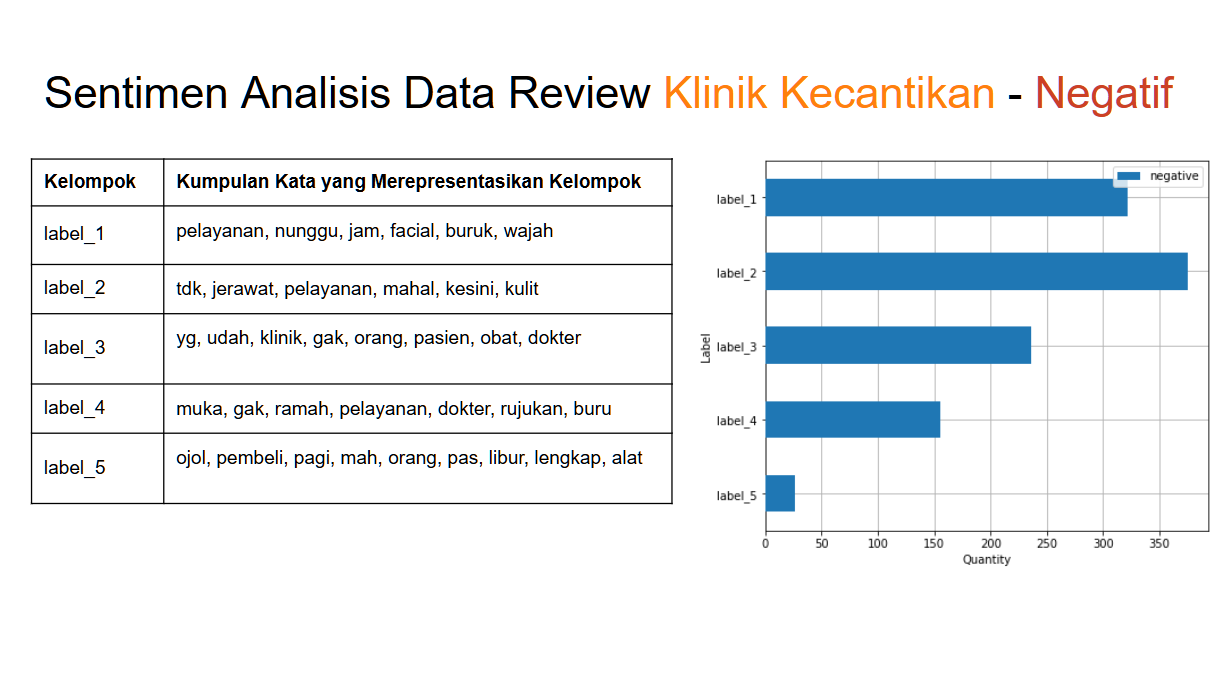 Sentimen Analisis Data Review Klinik Kecantikan - Negatif
Kelompok
Kumpulan Kata yang Merepresentasikan Kelompok
label_1
pelayanan, nunggu, jam, facial, buruk, wajah
label_2
tdk, jerawat, pelayanan, mahal, kesini, kulit
label_3
yg, udah, klinik, gak, orang, pasien, obat, dokter
label_4
muka, gak, ramah, pelayanan, dokter, rujukan, buru
label_5
ojol, pembeli, pagi, mah, orang, pas, libur, lengkap, alat
negative
label_1
label_2
label_3
label_4
label_5
Label
0 50 100 150 200 250 300 350
Quantity